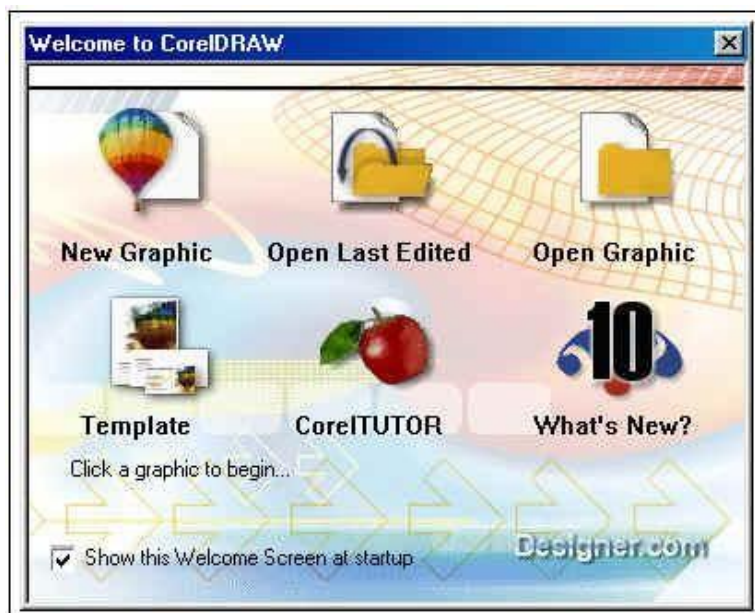 Welcome to CorelDRAW
New Graphic Open Last Edited Open Graphic
10
Template CorelTUTOR What's New?
Click a graphic to begin...
Show this Welcome Screen at startup
Designer.com